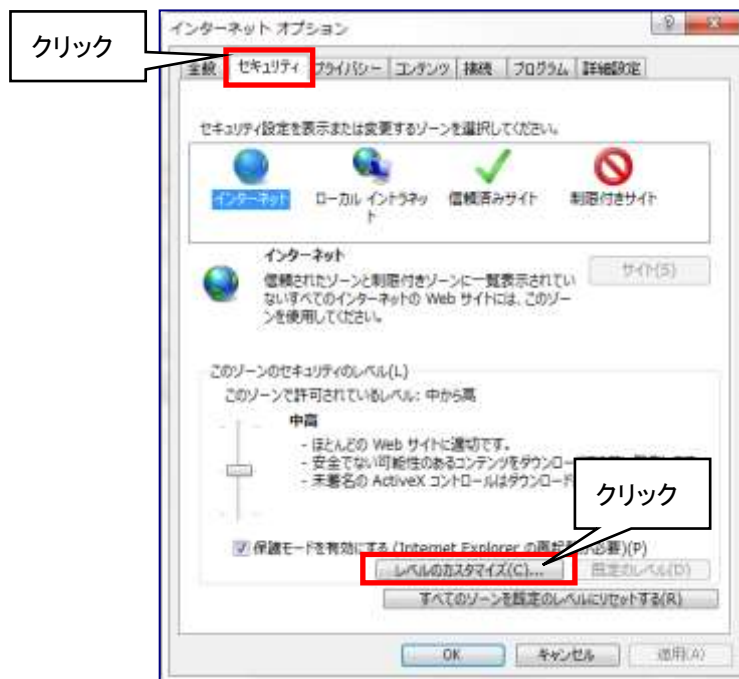 インターネット オプション
クリック
全般 セキュリティ プライバシー コンテンツ 接続 プログラム 詳細設定
セキュリティ設定を表示または変更するゾーンを選択してください。
インターネット ローカル イントラネット 信頼済みサイト 制限付きサイト
インターネット
サイト(S)
信頼されたゾーンと制限付きゾーンに一覧表示されてい
ないすべてのインターネットの Web サイトには、このゾー
ンを使用してください。
このゾーンのセキュリティのレベル(L)
このゾーンで許可されているレベル: 中から高
中高
- ほとんどの Web サイトに適切です。
- 安全でない可能性のあるコンテンツをダウンロー
- 未署名の ActiveX コントロールはダウンロード
クリック
保護モードを有効にする (Internet Explorer の再起動が必要)(P)
レベルのカスタマイズ(C)... 既定のレベル(D)
すべてのゾーンを既定のレベルにリセットする(R)
OK キャンセル 適用(A)